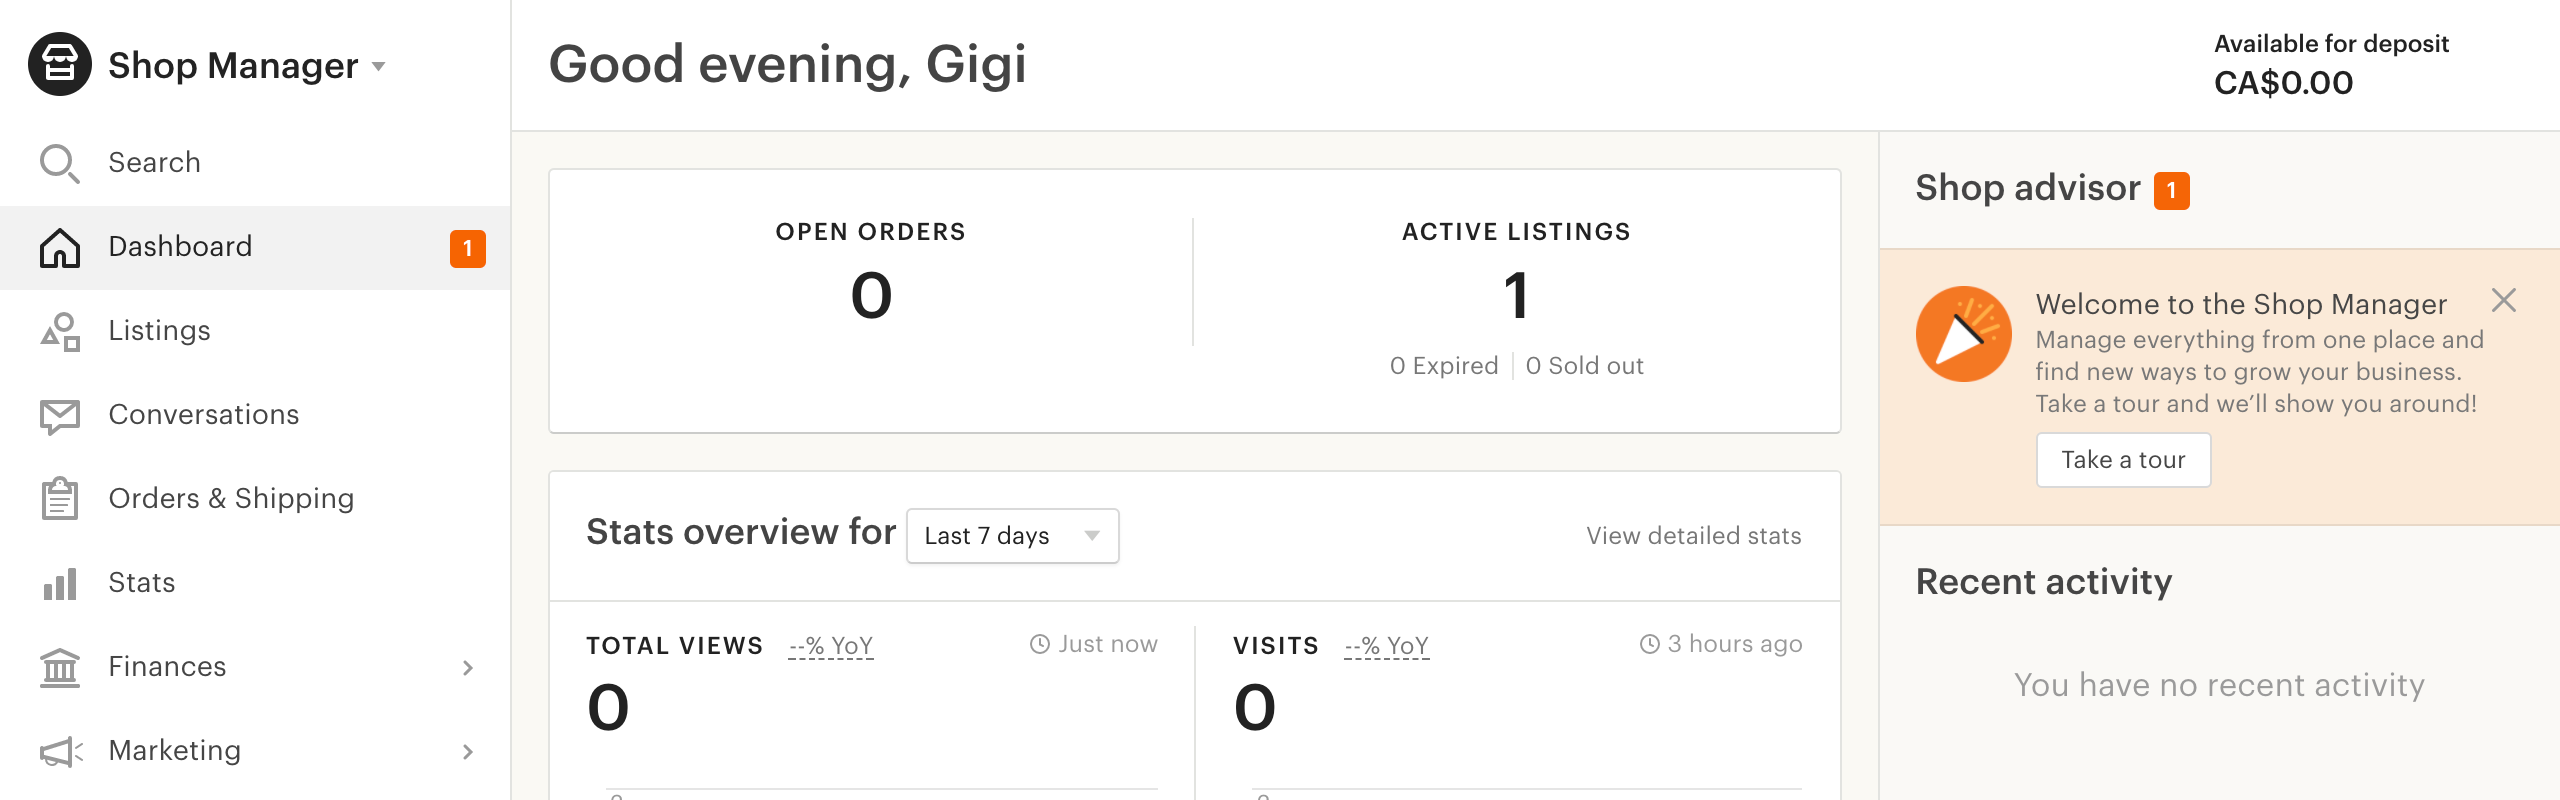 Shop Manager
Search
Dashboard 1
Listings
Conversations
Orders & Shipping
Stats
Finances
Marketing
Good evening, Gigi
Available for deposit
CA$0.00
OPEN ORDERS
0
ACTIVE LISTINGS
1
0 Expired 0 Sold out
Stats overview for Last 7 days View detailed stats
TOTAL VIEWS --% YoY Just now
0
VISITS --% YoY 3 hours ago
0
Shop advisor 1
Welcome to the Shop Manager
Manage everything from one place and
find new ways to grow your business.
Take a tour and we’ll show you around!
Take a tour
Recent activity
You have no recent activity